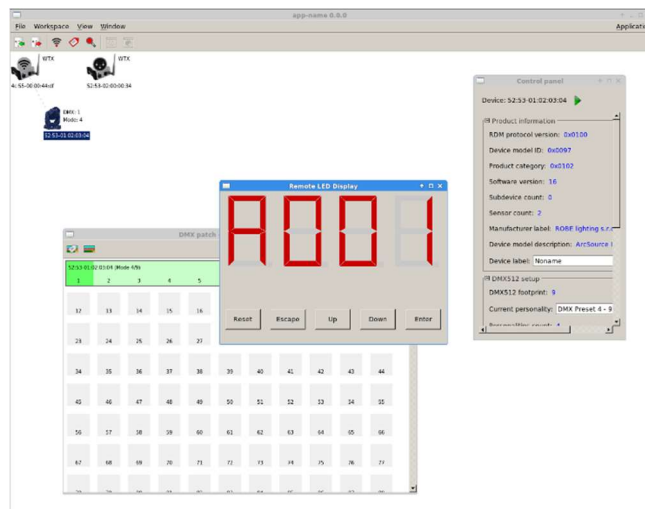 app-name 0.0.0
File Workspace View Window
Applicatio
WTX
WTX
52:53-02:00:00:34
DMX: 1
Mode: 4
52:53-01:02:03:04
Control panel
Device: 52:53-01:02:03:04
Product information
RDM protocol version: 0x0100
Device model ID: 0x0097
Product category: 0x0102
Software version: 16
Subdevice count: 0
Sensor count: 2
Manufacturer label: ROBE lighting s.r.o
Device model description: ArcSource
Device label: Noname
DMX512 setup
DMX512 footprint: 9
Current personality: DMX Preset 4 - 9
Remote LED Display
A001
Reset Escape Up Down Enter
DMX patch
52:53-01:02:03:04 (Mode 4/9)
1 2 3 4 5
12 13 14 15 16
23 24 25 26 27
34 35 36 37 38 39 40 41 42 43 44
45 46 47 48 49 50 51 52 53 54 55
56 57 58 59 60 61 62 63 64 65 66
67 68 69 70 71 72 73 74 75 76 77